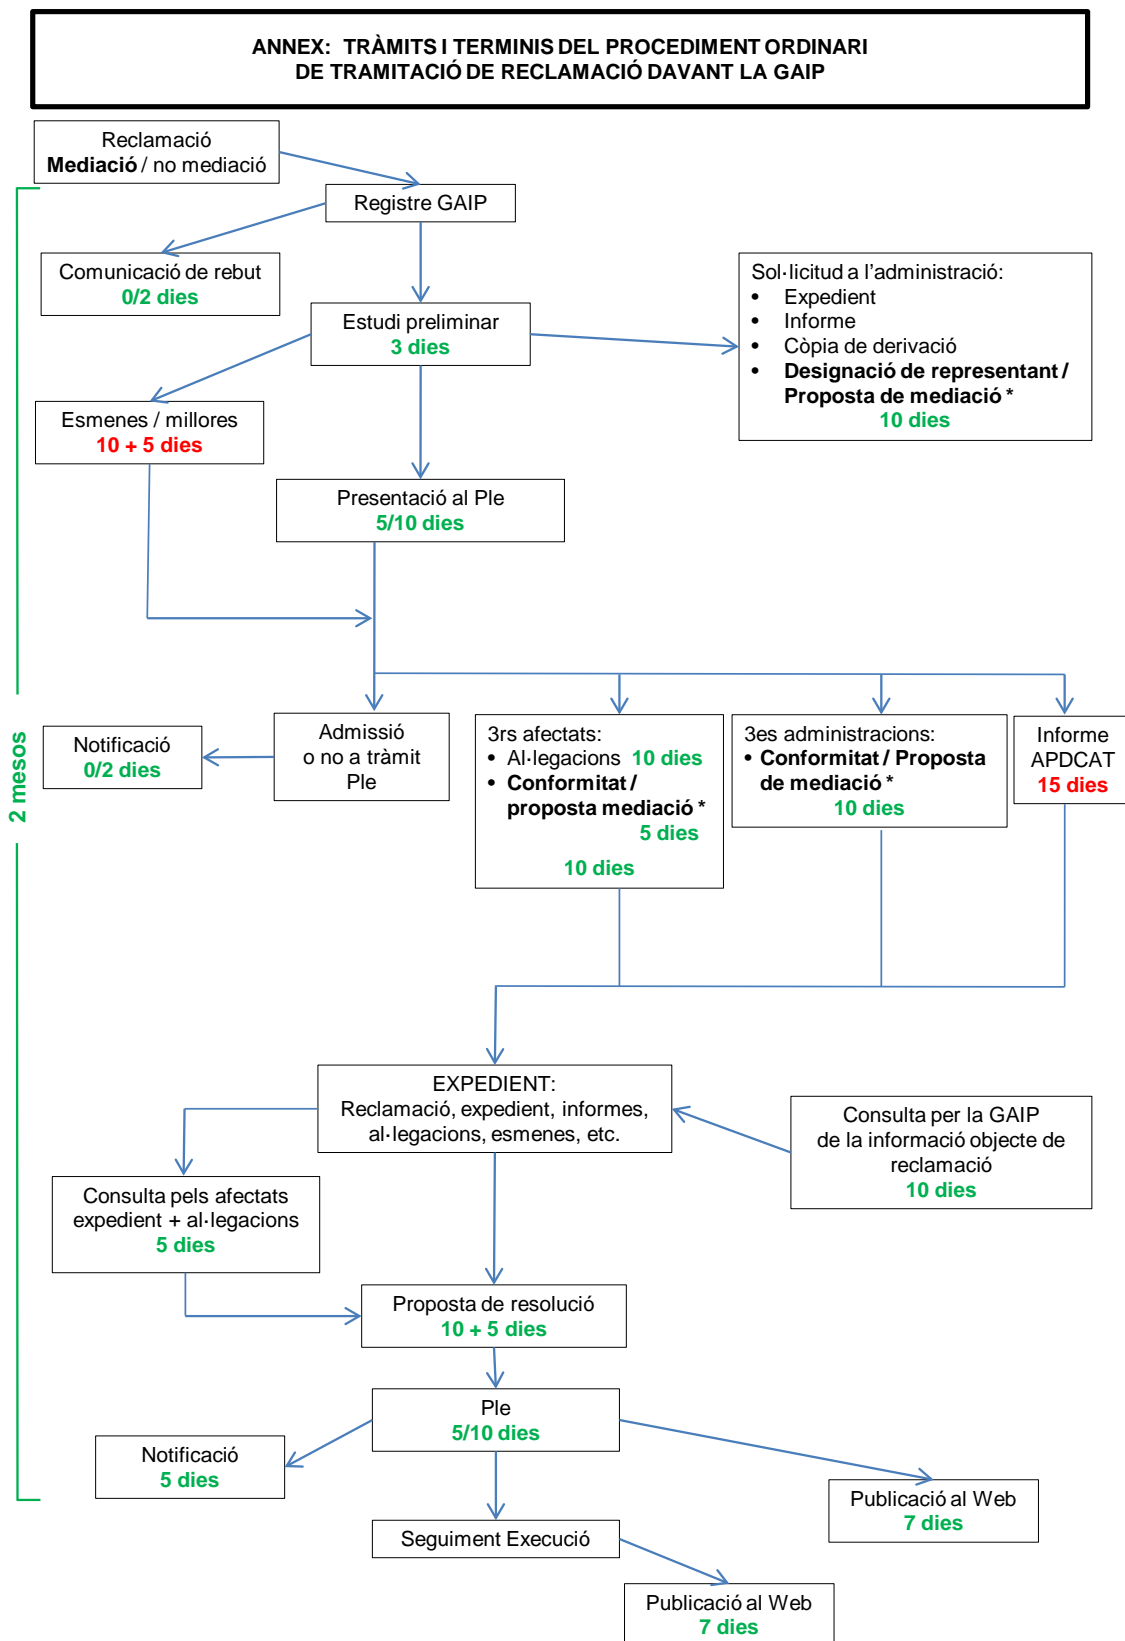 ANNEX: TRÀMITS I TERMINIS DEL PROCEDIMENT ORDINARI
DE TRAMITACIÓ DE RECLAMACIÓ DAVANT LA GAIP
Reclamació
Mediació / no mediació
Registre GAIP
Comunicació de rebut
0/2 dies
Estudi preliminar
3 dies
Sol·licitud a l'administració:
• Expedient
• Informe
• Còpia de derivació
• Designació de representant /
Proposta de mediació *
10 dies
Esmenes / millores
10 + 5 dies
Presentació al Ple
5/10 dies
2 mesos
Notificació
0/2 dies
Admissió
o no a tràmit
Ple
3rs afectats:
• Al·legacions 10 dies
• Conformitat /
proposta mediació *
5 dies
10 dies
3es administracions:
• Conformitat / Proposta
de mediació *
10 dies
Informe
APDCAT
15 dies
EXPEDIENT:
Reclamació, expedient, informes,
al·legacions, esmenes, etc.
Consulta per la GAIP
de la informació objecte de
reclamació
10 dies
Consulta pels afectats
expedient + al·legacions
5 dies
Proposta de resolució
10 + 5 dies
Ple
5/10 dies
Notificació
5 dies
Publicació al Web
7 dies
Seguiment Execució
Publicació al Web
7 dies